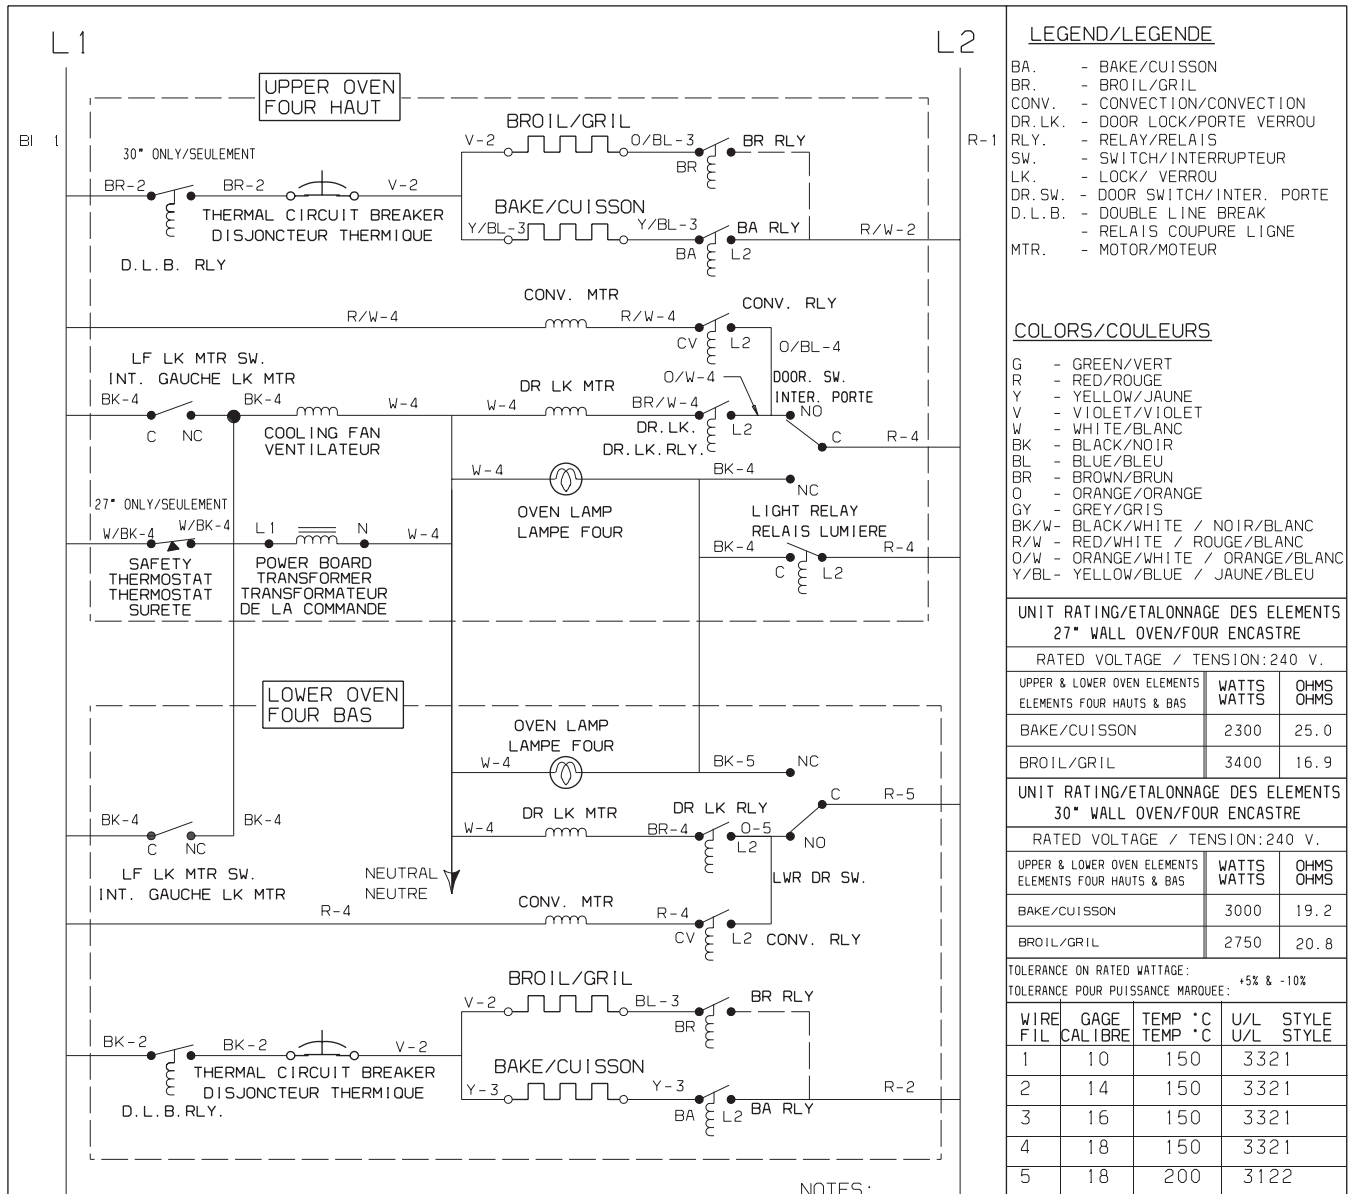 L1
L2
UPPER OVEN
FOUR HAUT
30" ONLY/SEULEMENT
BR-2
BR-2
V-2
THERMAL CIRCUIT BREAKER
DISJONCTEUR THERMIQUE
D.L.B. RLY
BROIL/GRIL
V-2
O/BL-3
BR
BR RLY
R-1
BAKE/CUISSON
Y/BL-3
Y/BL-3
BA
BA RLY
L2
R/W-2
CONV. MTR
R/W-4
R/W-4
CV
CONV. RLY
L2
O/BL-4
LF LK MTR SW.
INT. GAUCHE LK MTR
BK-4
C
NC
BK-4
COOLING FAN
VENTILATEUR
W-4
W-4
DR LK MTR
BR/W-4
O/W-4
DR.LK.
DR.LK.RLY.
L2
DOOR. SW.
INTER. PORTE
NO
C
R-4
W-4
OVEN LAMP
LAMPE FOUR
BK-4
NC
LIGHT RELAY
RELAIS LUMIERE
BK-4
C
L2
R-4
27" ONLY/SEULEMENT
W/BK-4
W/BK-4
SAFETY
THERMOSTAT
THERMOSTAT
SURETE
L1
N
W-4
POWER BOARD
TRANSFORMER
TRANSFORMATEUR
DE LA COMMANDE
LOWER OVEN
FOUR BAS
OVEN LAMP
LAMPE FOUR
W-4
BK-5
NC
BK-4
C
NC
BK-4
LF LK MTR SW.
INT. GAUCHE LK MTR
W-4
DR LK MTR
BR-4
DR LK RLY
O-5
L2
C
R-5
NO
LWR DR SW.
NEUTRAL
NEUTRE
R-4
CONV. MTR
R-4
CV
L2
CONV. RLY
BK-2
BK-2
V-2
THERMAL CIRCUIT BREAKER
DISJONCTEUR THERMIQUE
D.L.B.RLY.
BROIL/GRIL
V-2
BL-3
BR
BR RLY
BAKE/CUISSON
Y-3
Y-3
BA
L2
BA RLY
R-2
NOTES:
LEGEND/LEGENDE
BA. - BAKE/CUISSON
BR. - BROIL/GRIL
CONV. - CONVECTION/CONVECTION
DR.LK. - DOOR LOCK/PORTE VERROU
RLY. - RELAY/RELAIS
SW. - SWITCH/INTERRUPTEUR
LK. - LOCK/ VERROU
DR.SW. - DOOR SWITCH/INTER. PORTE
D.L.B. - DOUBLE LINE BREAK
- RELAIS COUPURE LIGNE
MTR. - MOTOR/MOTEUR
COLORS/COULEURS
G - GREEN/VERT
R - RED/ROUGE
Y - YELLOW/JAUNE
V - VIOLET/VIOLET
W - WHITE/BLANC
BK - BLACK/NOIR
BL - BLUE/BLEU
BR - BROWN/BRUN
O - ORANGE/ORANGE
GY - GREY/GRIS
BK/W- BLACK/WHITE / NOIR/BLANC
R/W - RED/WHITE / ROUGE/BLANC
O/W - ORANGE/WHITE / ORANGE/BLANC
Y/BL- YELLOW/BLUE / JAUNE/BLEU
UNIT RATING/ETALONNAGE DES ELEMENTS
27" WALL OVEN/FOUR ENCASTRE
RATED VOLTAGE / TENSION:240 V.
UPPER & LOWER OVEN ELEMENTS WATTS OHMS
ELEMENTS FOUR HAUTS & BAS WATTS OHMS
BAKE/CUISSON 2300 25.0
BROIL/GRIL 3400 16.9
UNIT RATING/ETALONNAGE DES ELEMENTS
30" WALL OVEN/FOUR ENCASTRE
RATED VOLTAGE / TENSION:240 V.
UPPER & LOWER OVEN ELEMENTS WATTS OHMS
ELEMENTS FOUR HAUTS & BAS WATTS OHMS
BAKE/CUISSON 3000 19.2
BROIL/GRIL 2750 20.8
TOLERANCE ON RATED WATTAGE:
TOLERANCE POUR PUISSANCE MARQUEE: +5% & -10%
WIRE GAGE TEMP °C U/L STYLE
FIL CALIBRE TEMP °C U/L STYLE
1 10 150 3321
2 14 150 3321
3 16 150 3321
4 18 150 3321
5 18 200 3122